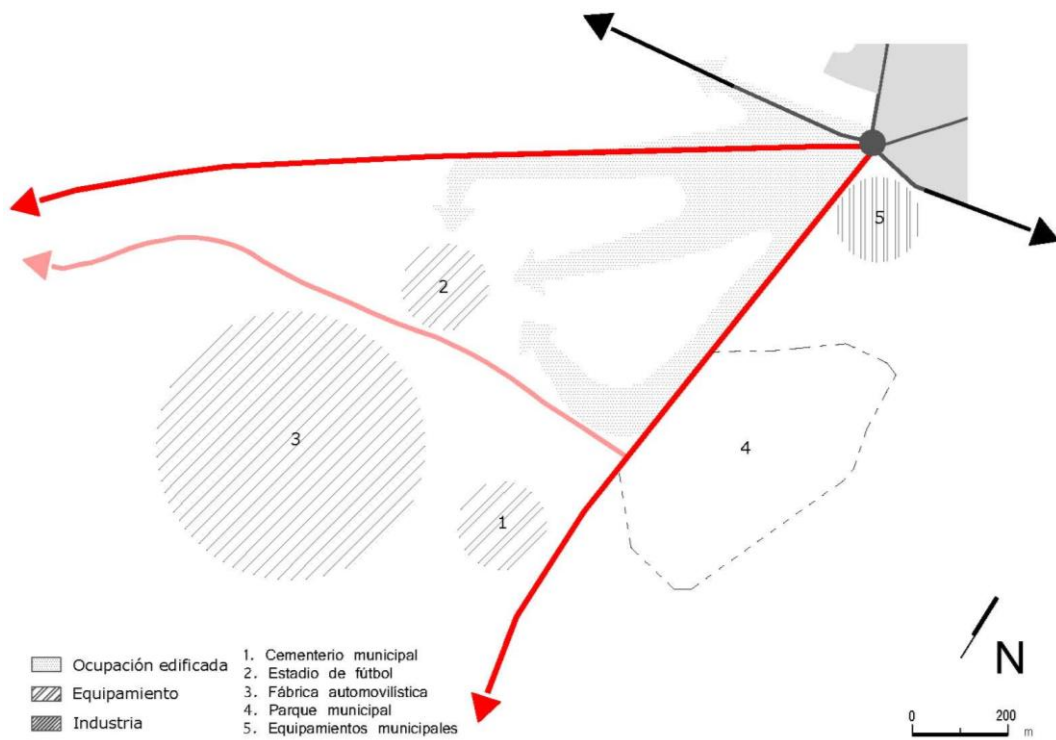 5
2
3
4
1
N
Ocupación edificada
Equipamiento
Industria
1. Cementerio municipal
2. Estadio de fútbol
3. Fábrica automovilística
4. Parque municipal
5. Equipamientos municipales
0 200
m